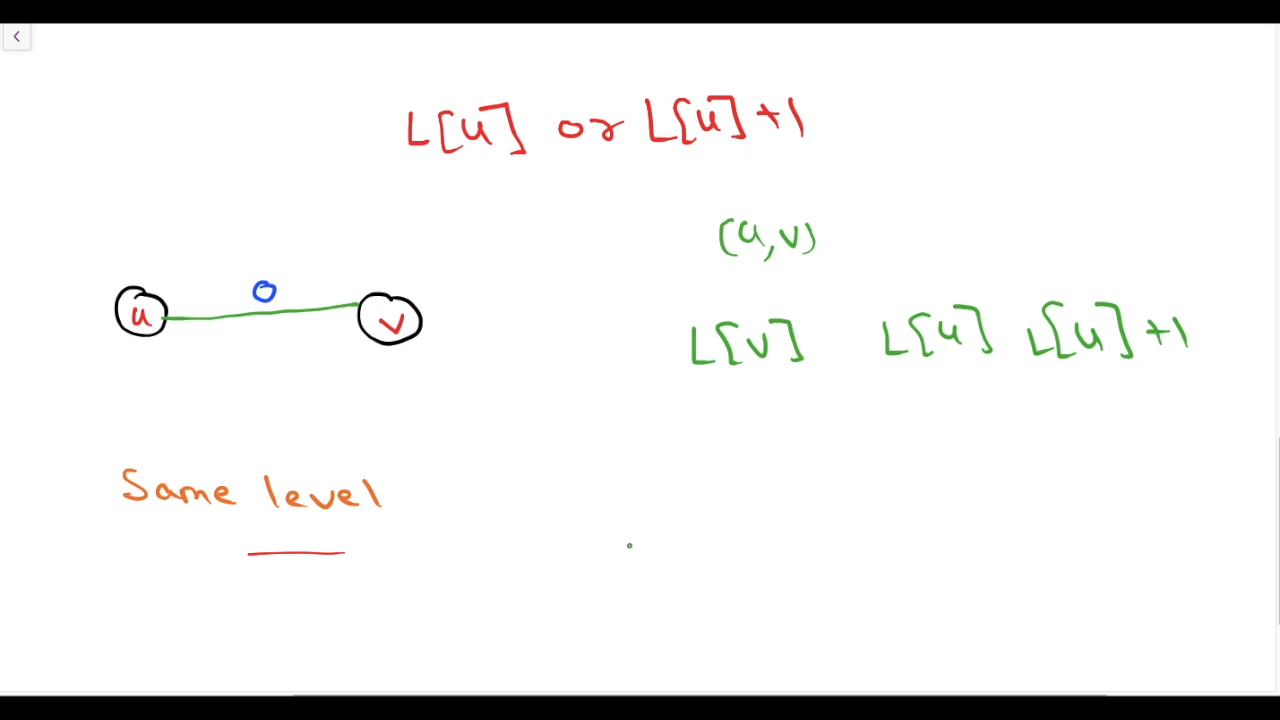 L[u] or L[u]+1
(u,v)
0
u
v
L[v] L[u] L[u]+1
Same level